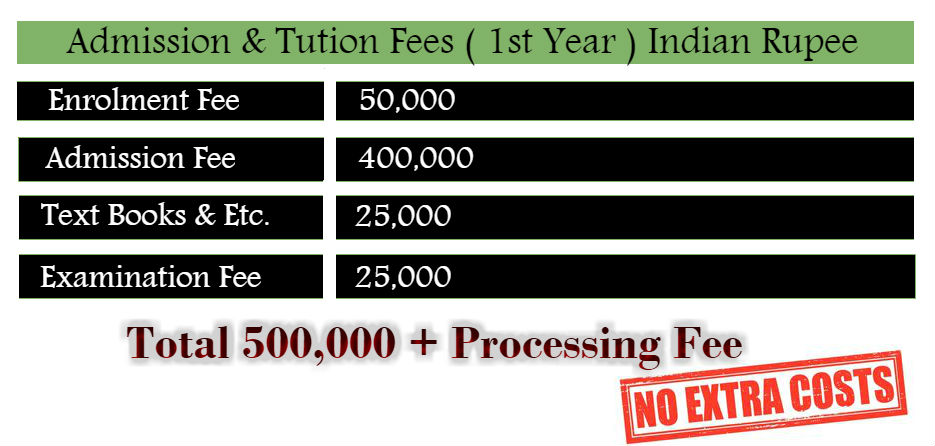 Admission & Tution Fees ( 1st Year ) Indian Rupee
Enrolment Fee 50,000
Admission Fee 400,000
Text Books & Etc. 25,000
Examination Fee 25,000
Total 500,000 + Processing Fee
NO EXTRA COSTS